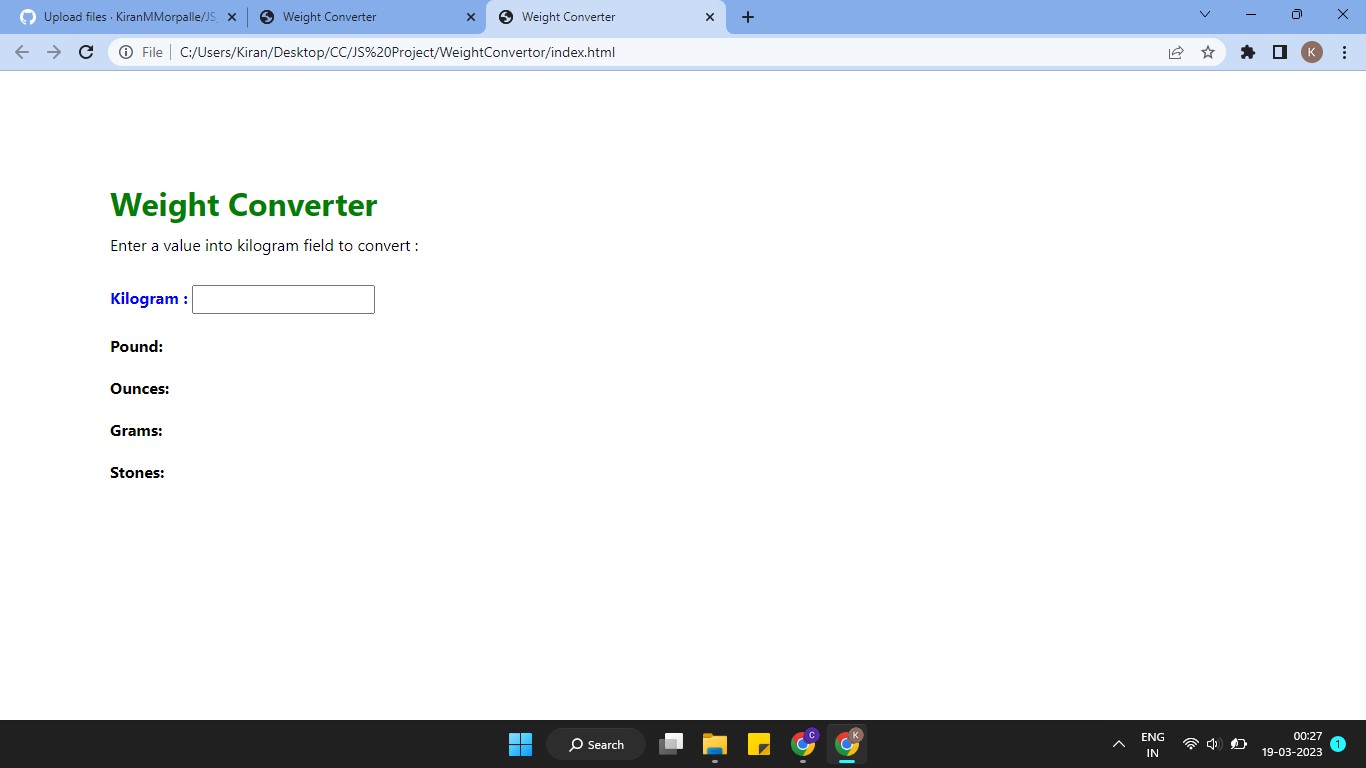 Upload files · KiranMMorpalle/JS_
Weight Converter
Weight Converter
File
C:/Users/Kiran/Desktop/CC/JS%20Project/WeightConvertor/index.html
K
Weight Converter
Enter a value into kilogram field to convert :
Kilogram :
Pound:
Ounces:
Grams:
Stones:
Search
C
K
ENG
IN
00:27
19-03-2023
1